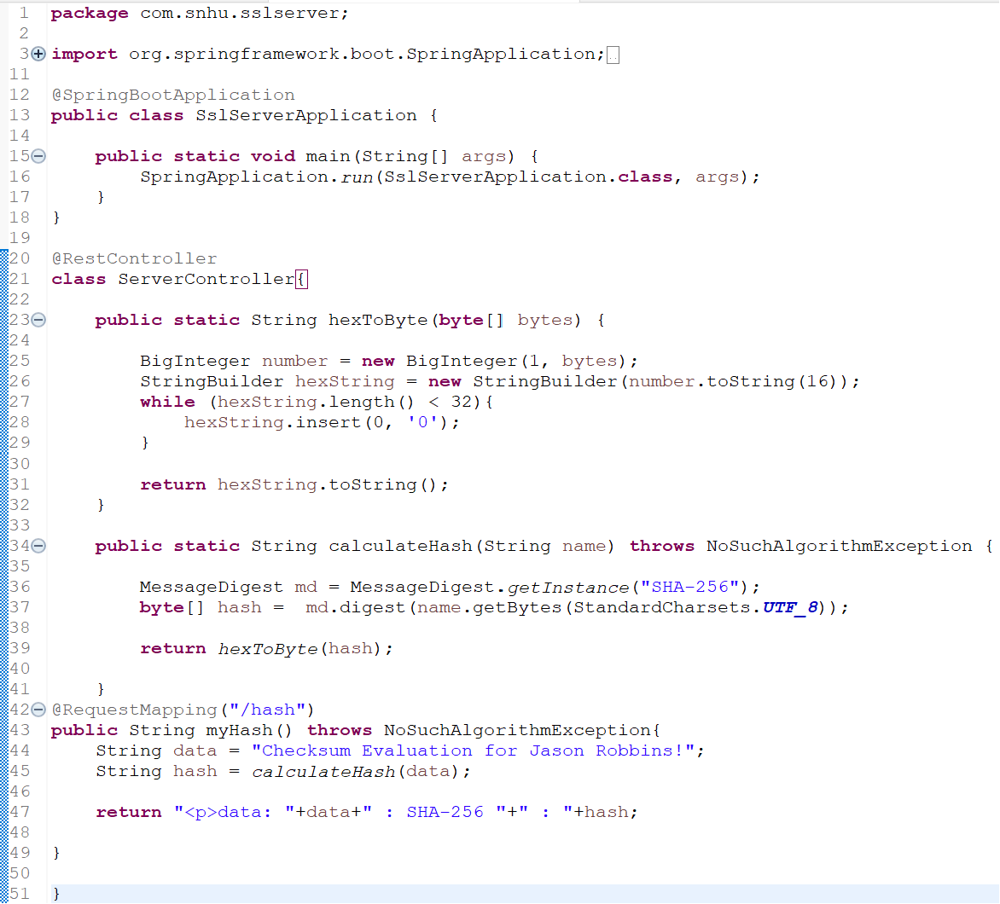 1 package com.snhu.sslserver;
2
3 import org.springframework.boot.SpringApplication;
11
12 @SpringBootApplication
13 public class SslServerApplication {
14
15 public static void main(String[] args) {
16 SpringApplication.run(SslServerApplication.class, args);
17 }
18 }
19
20 @RestController
21 class ServerController{
22
23 public static String hexToByte(byte[] bytes) {
24
25 BigInteger number = new BigInteger(1, bytes);
26 StringBuilder hexString = new StringBuilder(number.toString(16));
27 while (hexString.length() < 32){
28 hexString.insert(0, '0');
29 }
30
31 return hexString.toString();
32 }
33
34 public static String calculateHash(String name) throws NoSuchAlgorithmException {
35
36 MessageDigest md = MessageDigest.getInstance("SHA-256");
37 byte[] hash =  md.digest(name.getBytes(StandardCharsets.UTF_8));
38
39 return hexToByte(hash);
40
41 }
42 @RequestMapping("/hash")
43 public String myHash() throws NoSuchAlgorithmException{
44 String data = "Checksum Evaluation for Jason Robbins!";
45 String hash = calculateHash(data);
46
47 return "<p>data: "+data+" : SHA-256 "+" : "+hash;
48
49 }
50
51 }